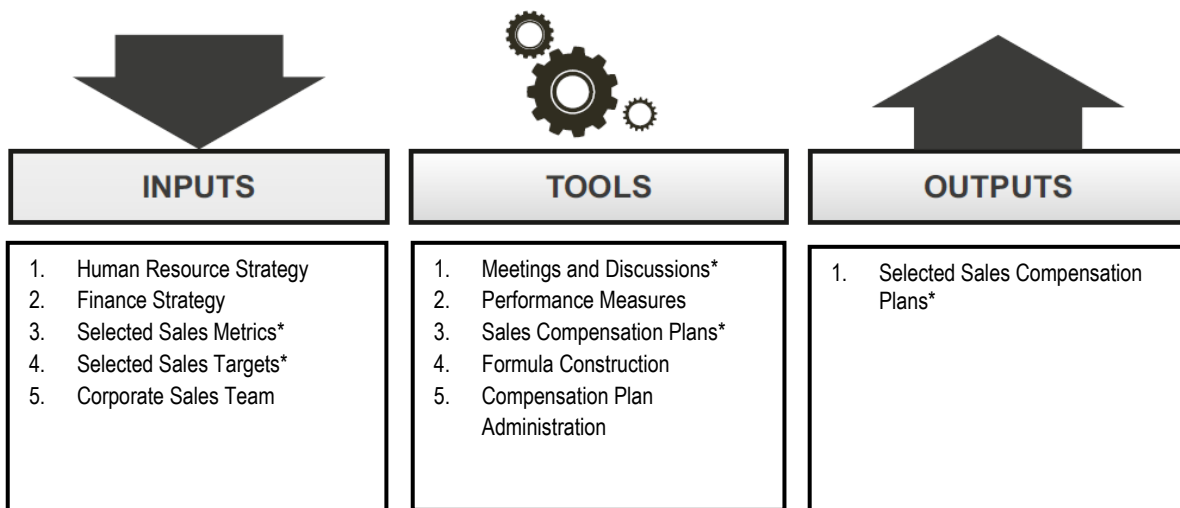 INPUTS
1. Human Resource Strategy
2. Finance Strategy
3. Selected Sales Metrics*
4. Selected Sales Targets*
5. Corporate Sales Team
TOOLS
1. Meetings and Discussions*
2. Performance Measures
3. Sales Compensation Plans*
4. Formula Construction
5. Compensation Plan
Administration
OUTPUTS
1. Selected Sales Compensation
Plans*